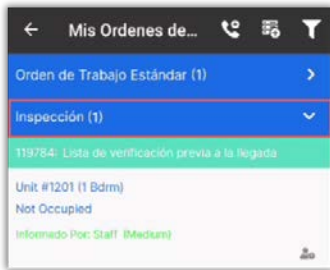 Mis Ordenes de...
Orden de Trabajo Estándar (1)
Inspección (1)
119784: Lista de verificación previa a la llegada
Unit #1201 (1 Bdrm)
Not Occupied
Informado Por: Staff (Medium)